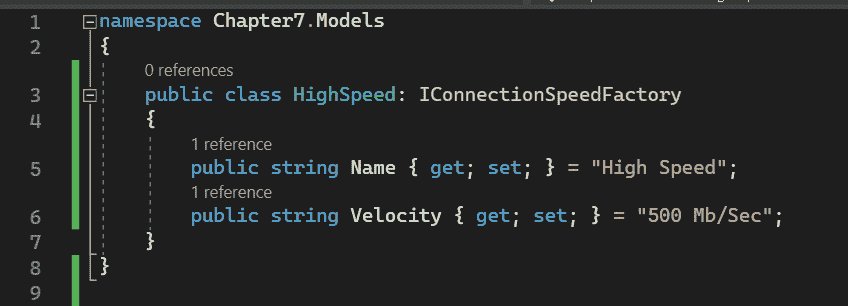 1 namespace Chapter7.Models
2 {
0 references
3 public class HighSpeed: IConnectionSpeedFactory
4 {
1 reference
5 public string Name { get; set; } = "High Speed";
1 reference
6 public string Velocity { get; set; } = "500 Mb/Sec";
7 }
8 }
9